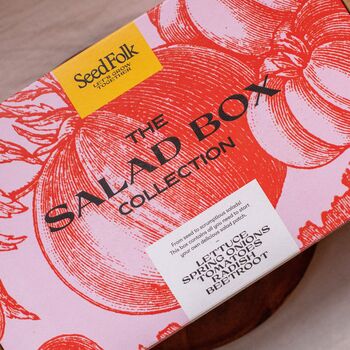 SeedFolk
LET'S GROW
TOGETHER
THE
SALAD BOX
COLLECTION
From seed to scrumptious salads!
This box contains all you need to start
your own delicious salad patch.
–
LETTUCE
SPRING ONIONS
TOMATOES
RADISH
BEETROOT